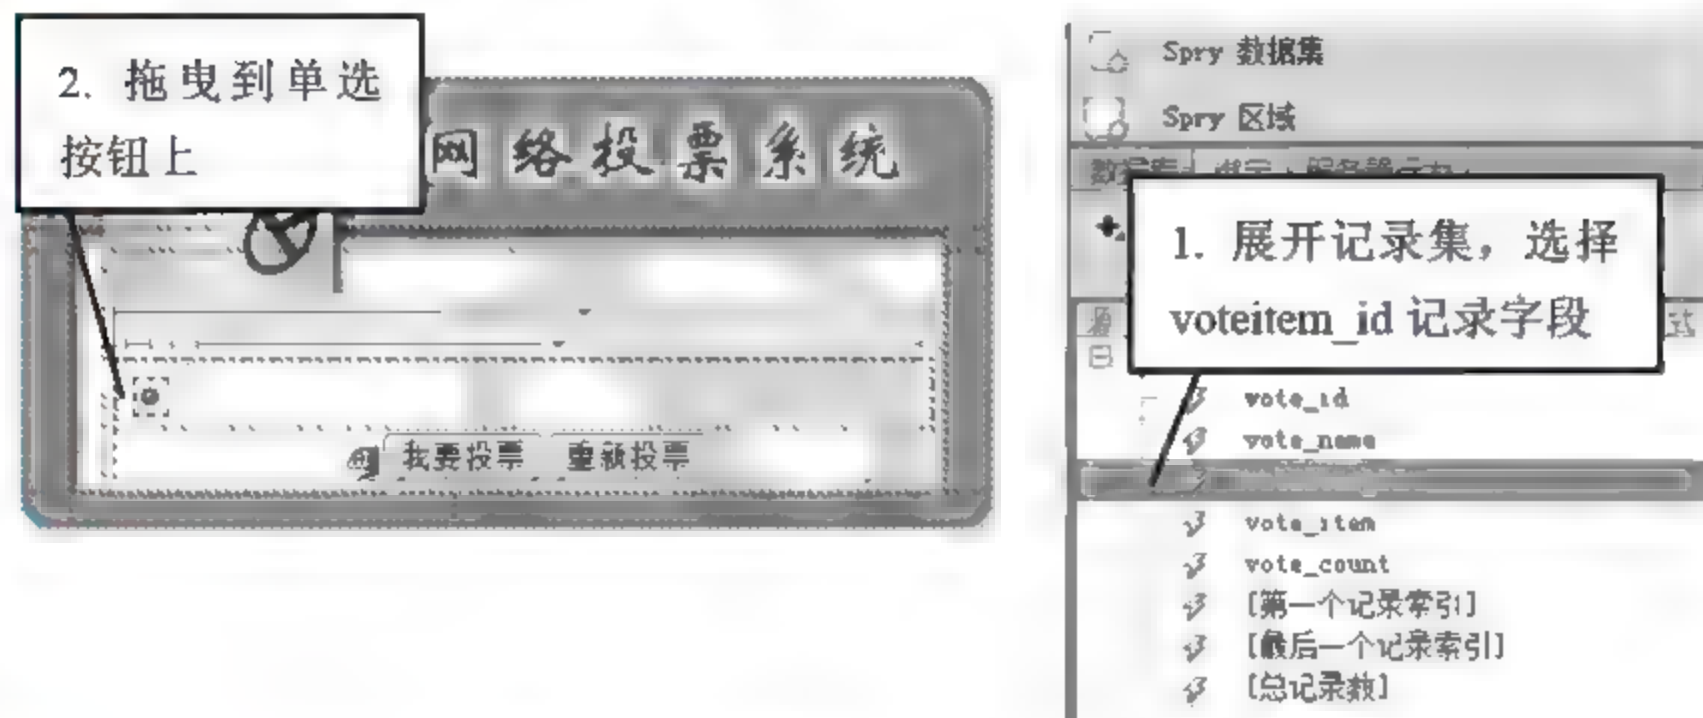 2. 拖曳到单选
按钮上
网络投票系统
我要投票 重新投票
Spry 数据集
Spry 区域
1. 展开记录集，选择
voteitem_id 记录字段
式
vote_id
vote_name
vote_item
vote_count
[第一个记录索引]
[最后一个记录索引]
[总记录数]